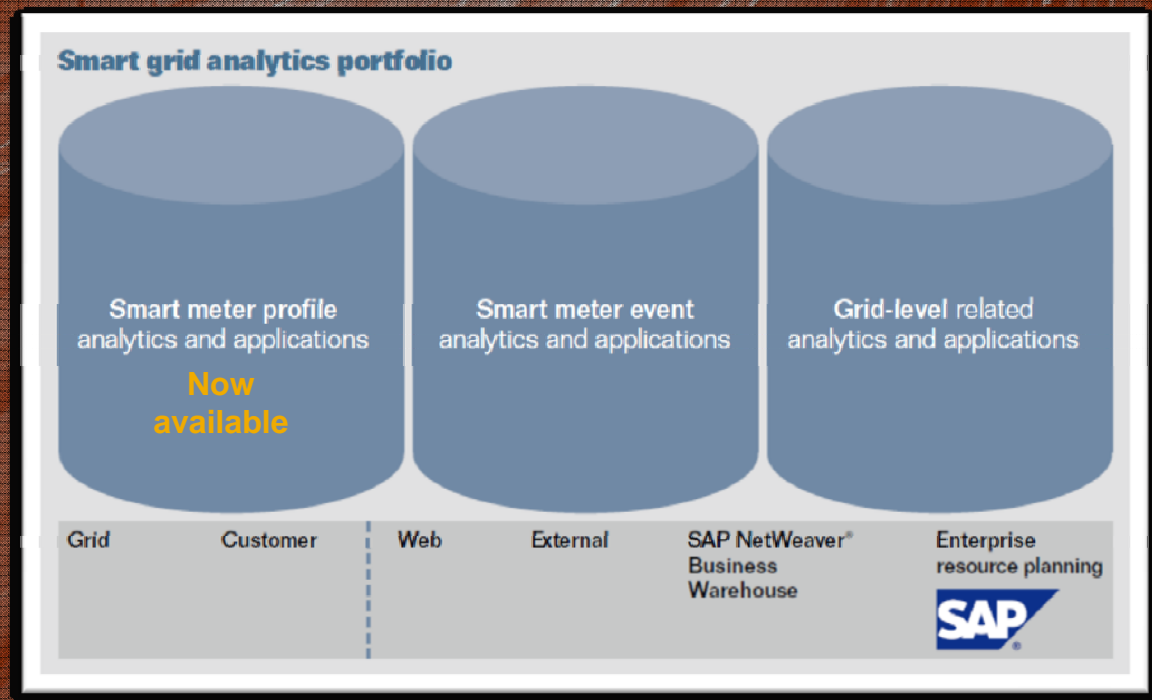 Smart grid analytics portfolio
Smart meter profile
analytics and applications
Now
available
Smart meter event
analytics and applications
Grid-level related
analytics and applications
Grid
Customer
Web
External
SAP NetWeaver®
Business
Warehouse
Enterprise
resource planning
SAP®